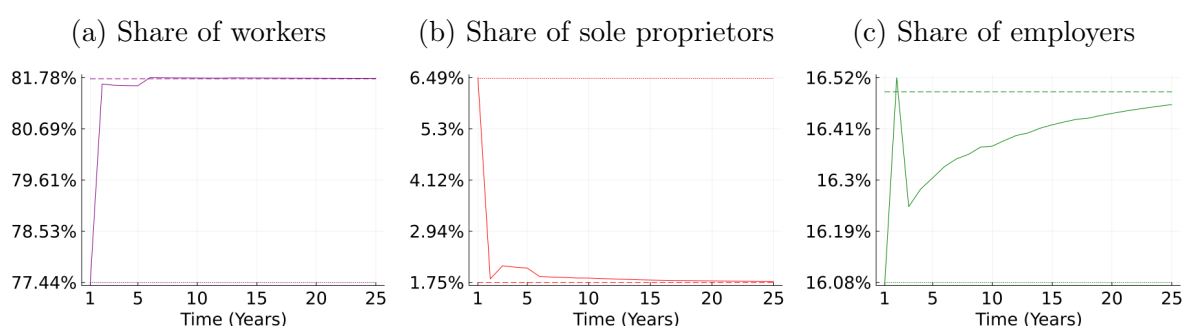 (a) Share of workers
81.78%
80.69%
79.61%
78.53%
77.44%
1 5 10 15 20 25
Time (Years)
(b) Share of sole proprietors
6.49%
5.3%
4.12%
2.94%
1.75%
1 5 10 15 20 25
Time (Years)
(c) Share of employers
16.52%
16.41%
16.3%
16.19%
16.08%
1 5 10 15 20 25
Time (Years)